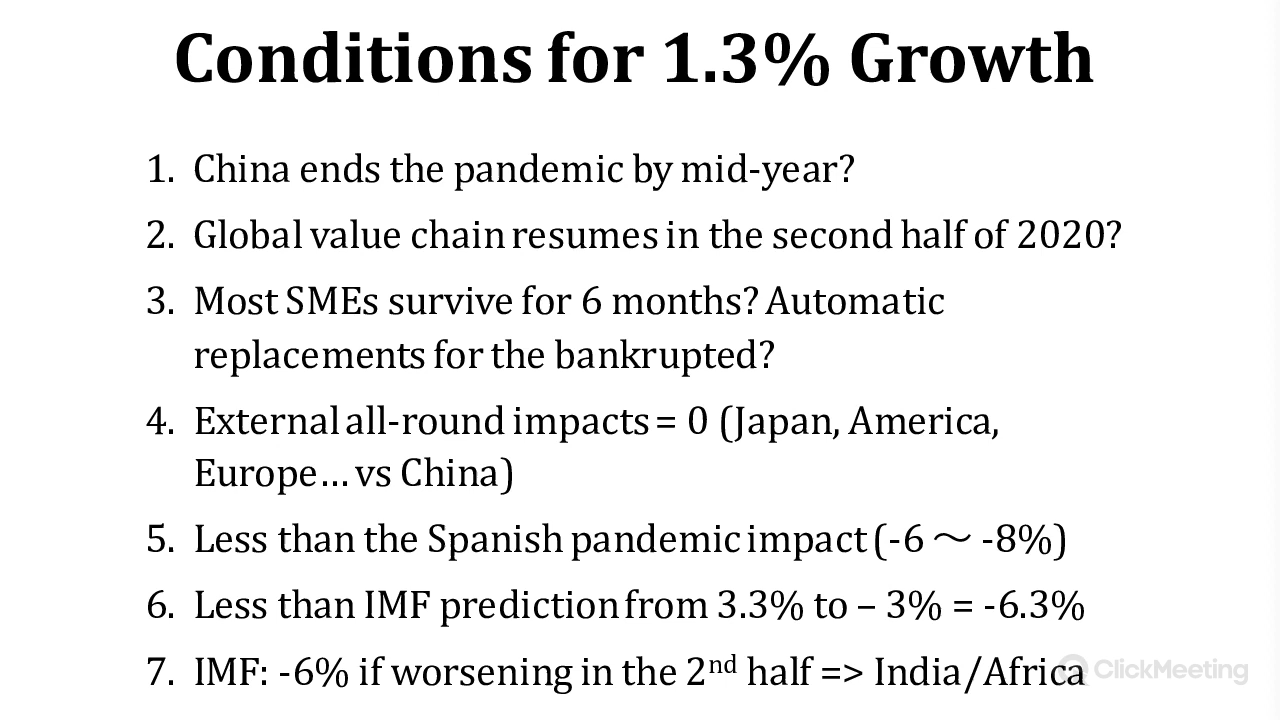 Conditions for 1.3% Growth
1. China ends the pandemic by mid-year?
2. Global value chain resumes in the second half of 2020?
3. Most SMEs survive for 6 months? Automatic
replacements for the bankrupted?
4. External all-round impacts = 0 (Japan, America,
Europe… vs China)
5. Less than the Spanish pandemic impact (-6 ～ -8%)
6. Less than IMF prediction from 3.3% to – 3% = -6.3%
7. IMF: -6% if worsening in the 2nd half => India/Africa
ClickMeeting